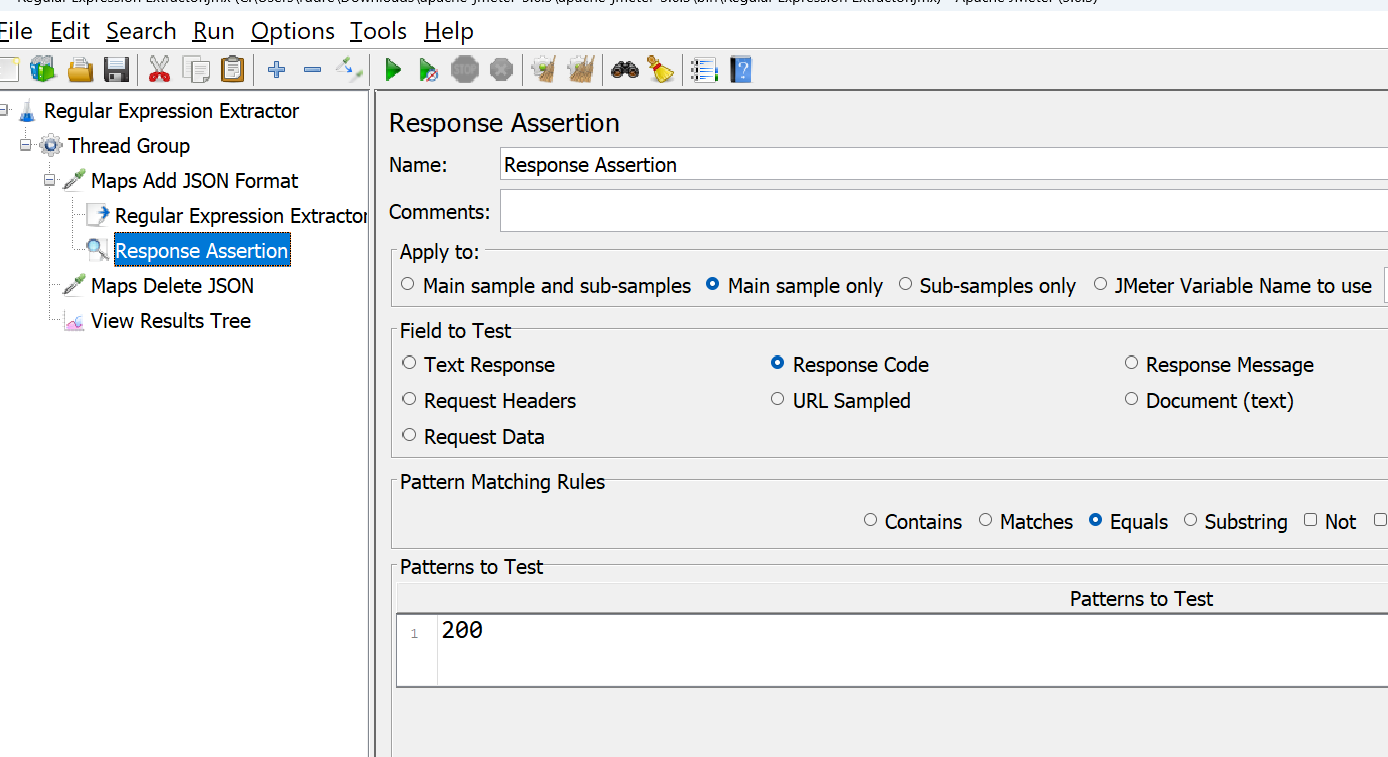 File Edit Search Run Options Tools Help
Regular Expression Extractor
Thread Group
Maps Add JSON Format
Regular Expression Extractor
Response Assertion
Maps Delete JSON
View Results Tree
Response Assertion
Name: Response Assertion
Comments:
Apply to:
Main sample and sub-samples Main sample only Sub-samples only JMeter Variable Name to use
Field to Test
Text Response Response Code Response Message
Request Headers URL Sampled Document (text)
Request Data
Pattern Matching Rules
Contains Matches Equals Substring Not
Patterns to Test
Patterns to Test
1 200